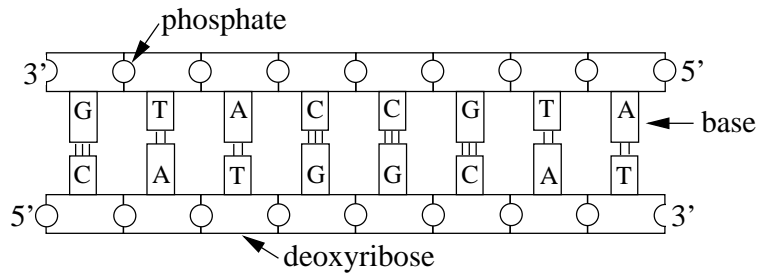 phosphate
3’ 5’
G T A C C G T A
base
C A T G G C A T
5’ 3’
deoxyribose